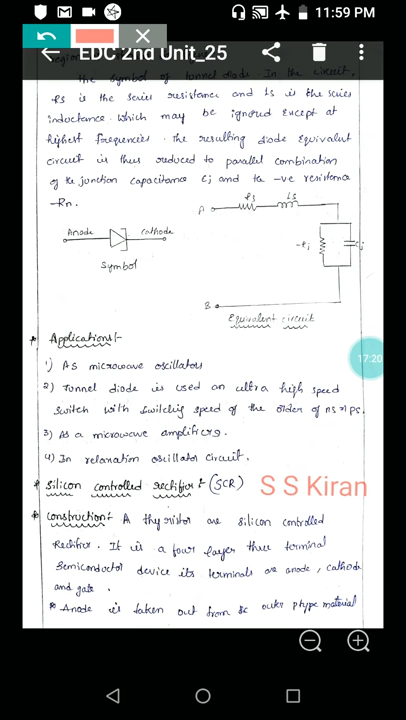 11:59 PM
EDC 2nd Unit_25
region
the symbol of tunnel diode In the circuit.
Rs is the series resistance and Ls is the series
inductance. which may be ignored Except at
highest frequencies. The resulting diode Equivalent
circuit is thus reduced to parallel combination
of the junction capacitance Cj and the -ve resistance
-Rn.
Rs Ls
A
Anode cathode
Symbol
-Rj Cj
B
Equivalent circuit
* Applications:-
1) AS microwave oscillators
2) Tunnel diode is used an ultra high speed
switch with switching speed of the order of ns or ps.
3) As a microwave amplifiers.
4) In relaxation oscillator circuit.
17:20
* Silicon controlled rectifier :- (SCR)
S S Kiran
* construction:- A thyristor are silicon controlled
Rectifier. It is a four layer three terminal
Semiconductor device its terminals are anode, cathode
and gate.
* Anode is taken out from the outer p type material